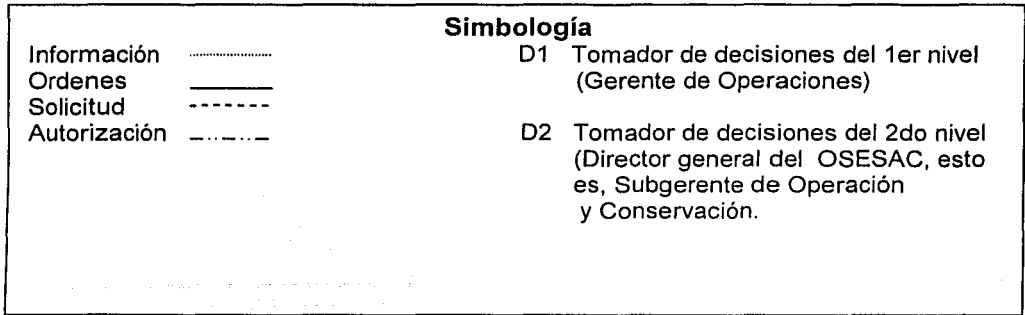 Simbología
Información
Ordenes
Solicitud
Autorización
D1 Tomador de decisiones del 1er nivel
(Gerente de Operaciones)
D2 Tomador de decisiones del 2do nivel
(Director general del OSESAC, esto
es, Subgerente de Operación
y Conservación.